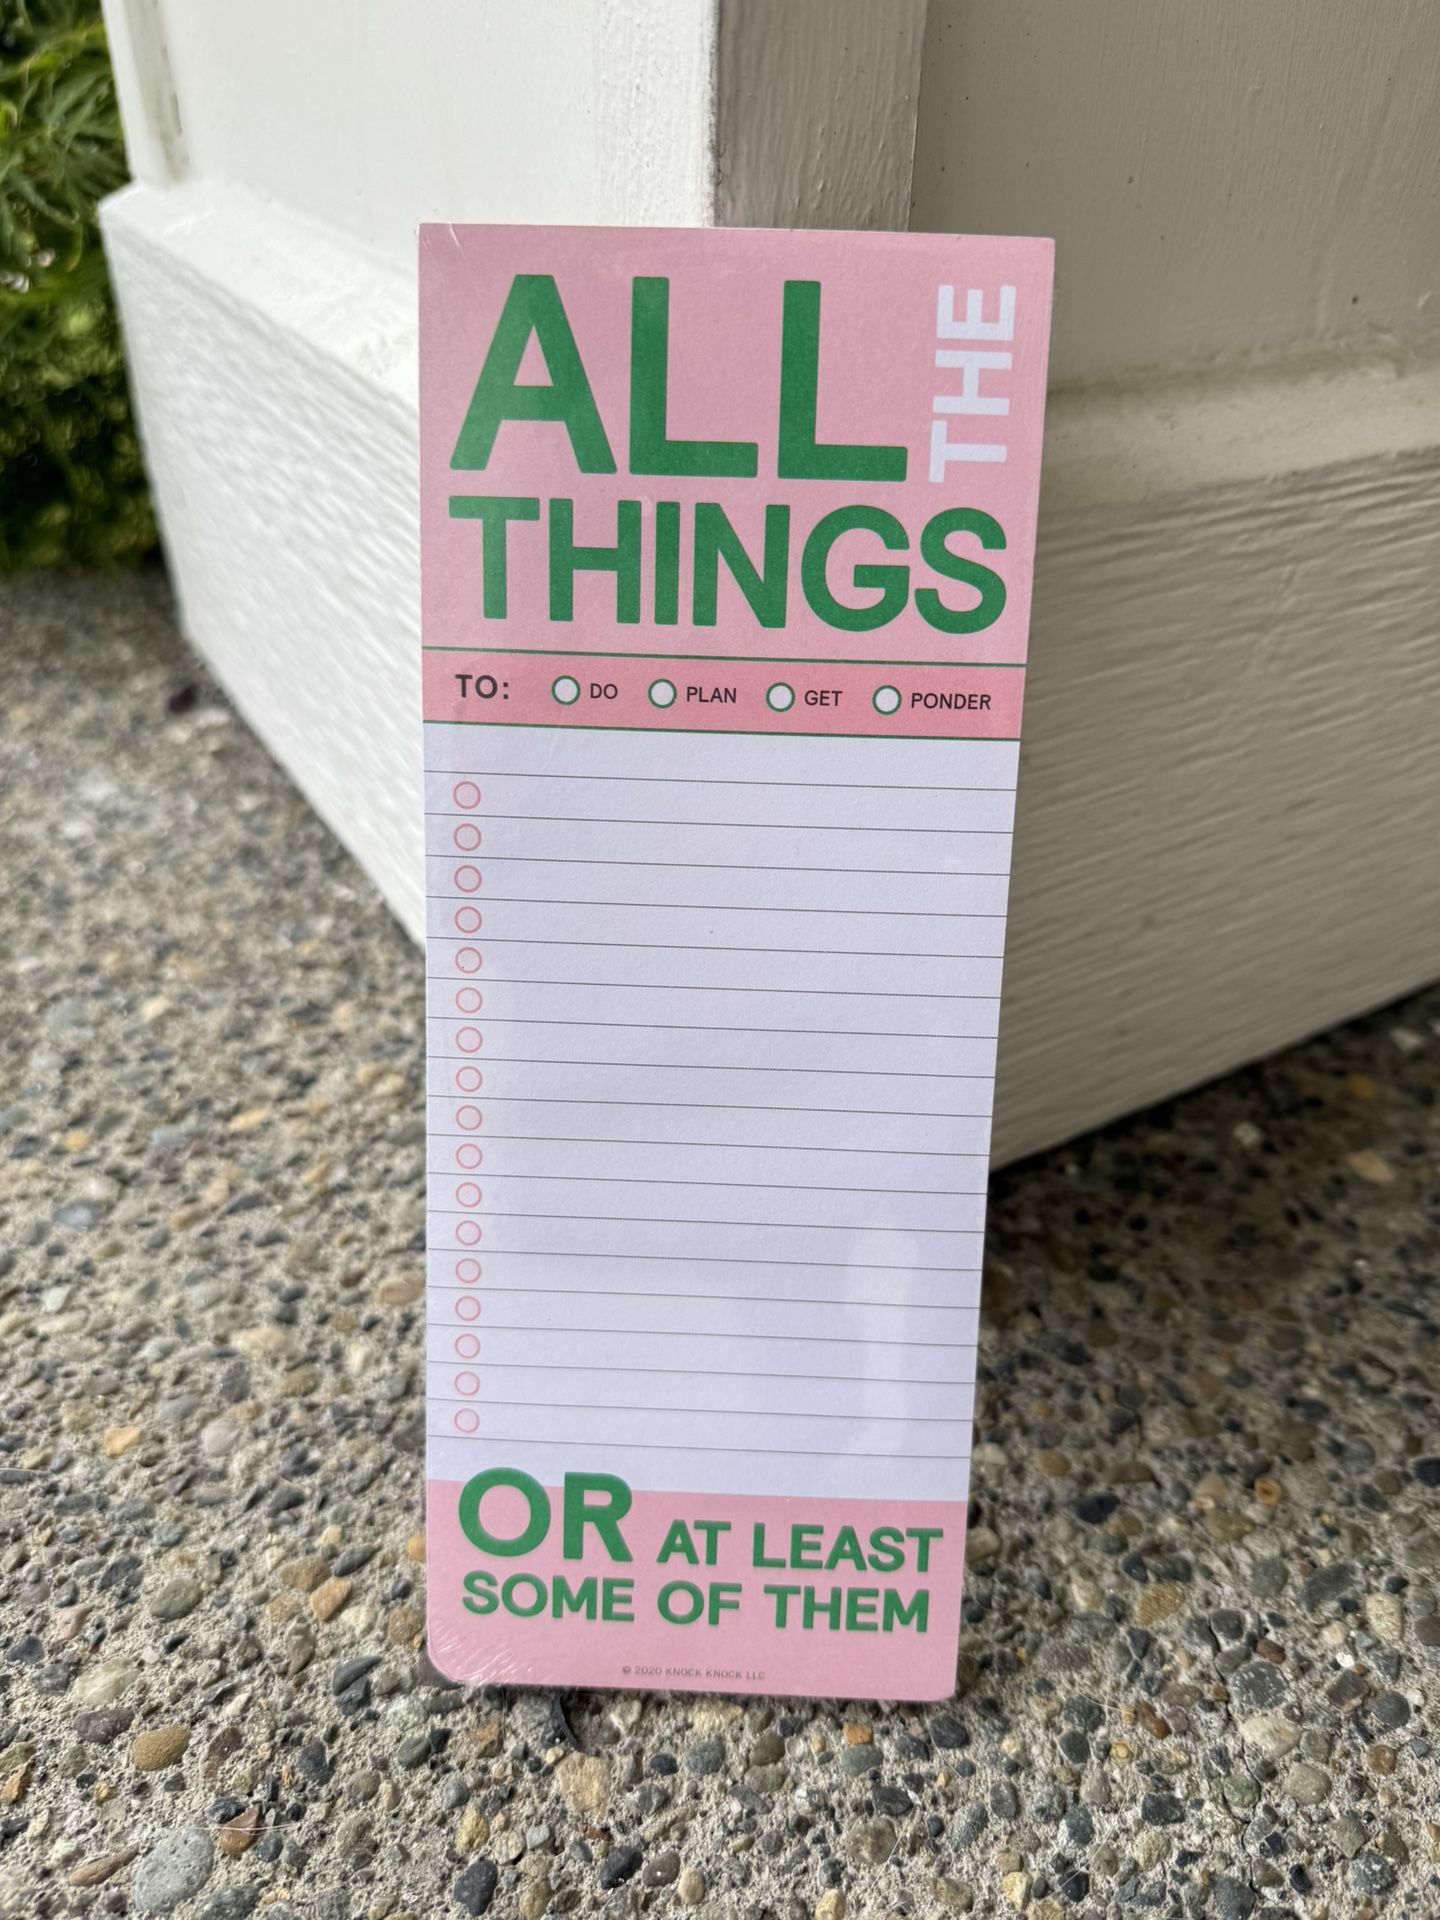 ALL THE
THINGS
TO: DO PLAN GET PONDER
OR AT LEAST
SOME OF THEM
© 2020 KNOCK KNOCK LLC